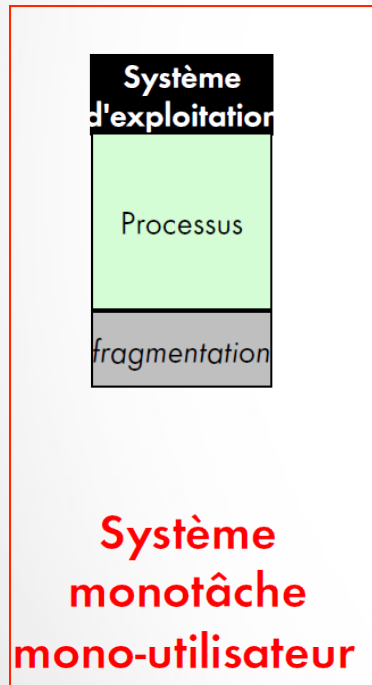 Système
d'exploitation
Processus
fragmentation
Système
monotâche
mono-utilisateur